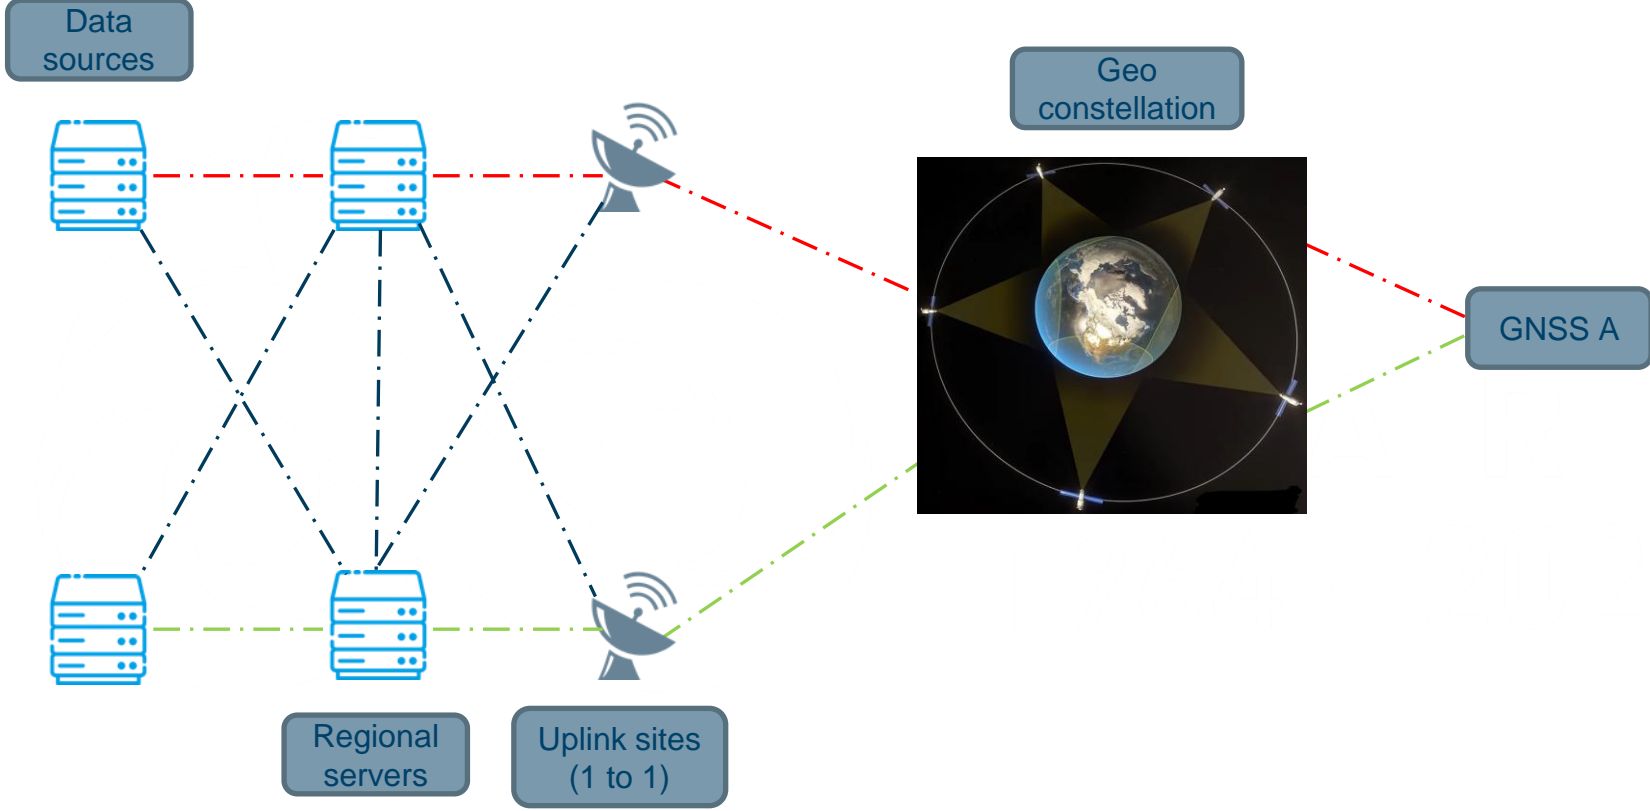 Data
sources
Geo
constellation
GNSS A
Regional
servers
Uplink sites
(1 to 1)